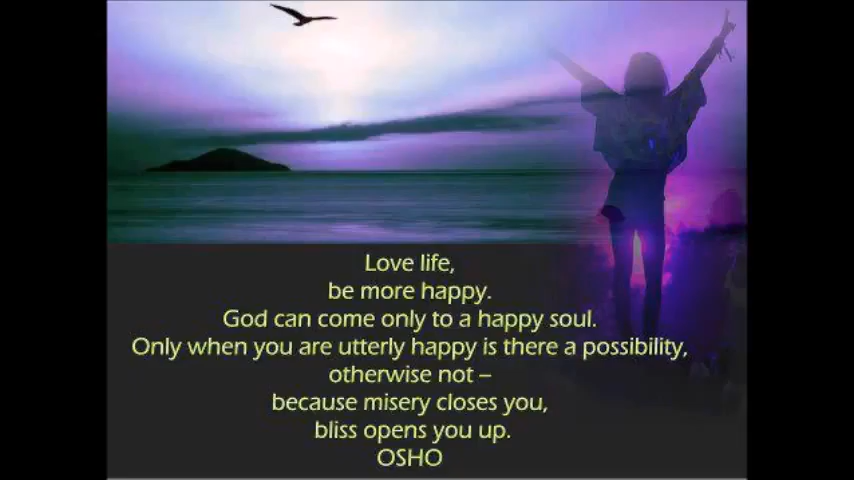 Love life,
be more happy.
God can come only to a happy soul.
Only when you are utterly happy is there a possibility,
otherwise not –
because misery closes you,
bliss opens you up.
OSHO